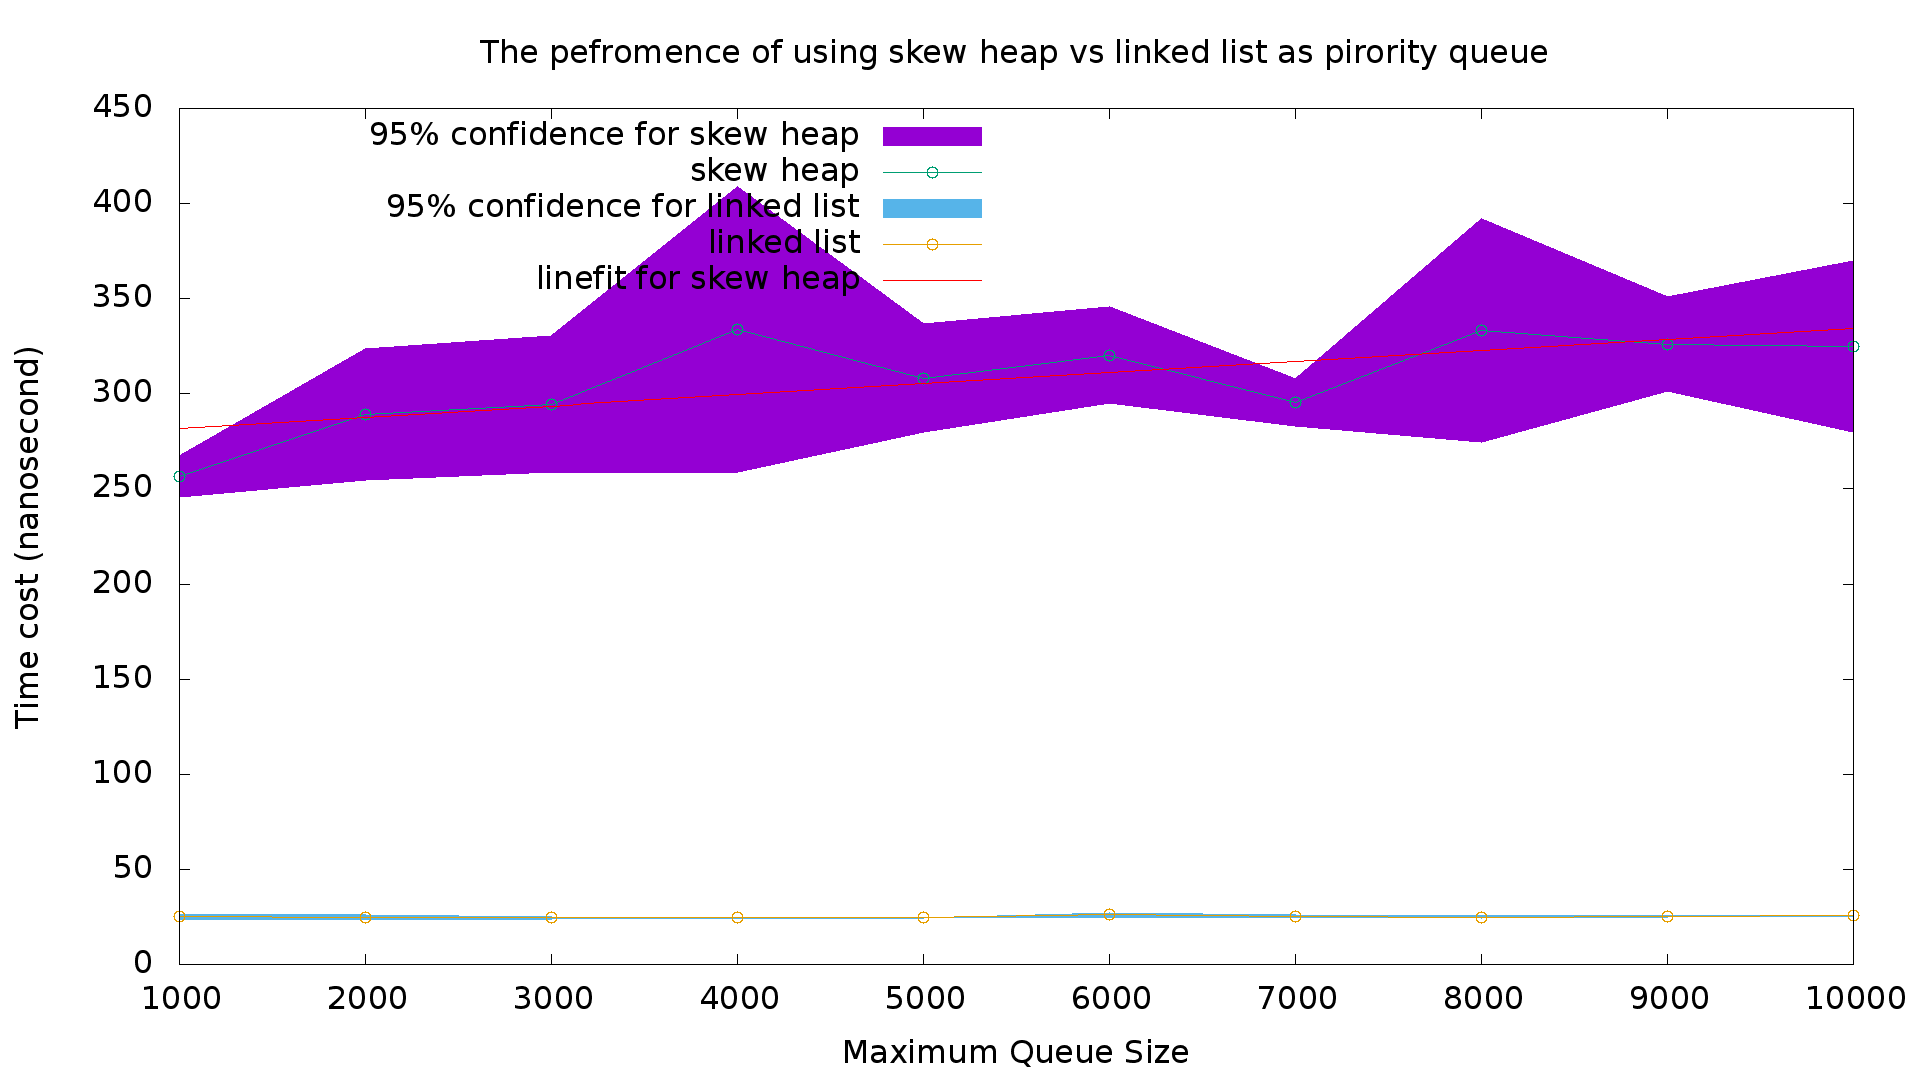 The pefromence of using skew heap vs linked list as pirority queue
450
400
350
300
250
200
150
100
50
0
95% confidence for skew heap
skew heap
95% confidence for linked list
linked list
linefit for skew heap
Time cost (nanosecond)
1000 2000 3000 4000 5000 6000 7000 8000 9000 10000
Maximum Queue Size